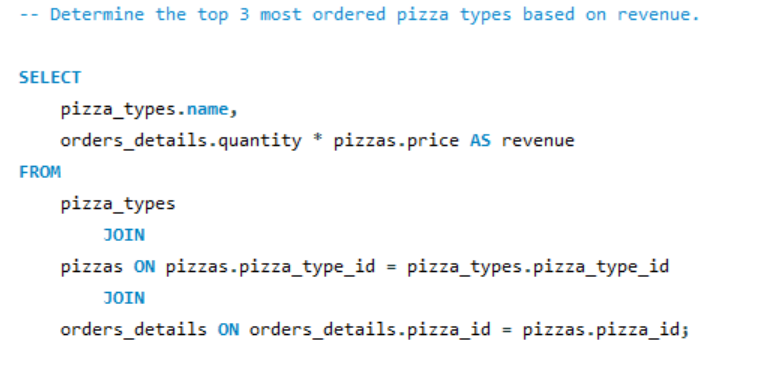 -- Determine the top 3 most ordered pizza types based on revenue.
SELECT
pizza_types.name,
orders_details.quantity * pizzas.price AS revenue
FROM
pizza_types
JOIN
pizzas ON pizzas.pizza_type_id = pizza_types.pizza_type_id
JOIN
orders_details ON orders_details.pizza_id = pizzas.pizza_id;